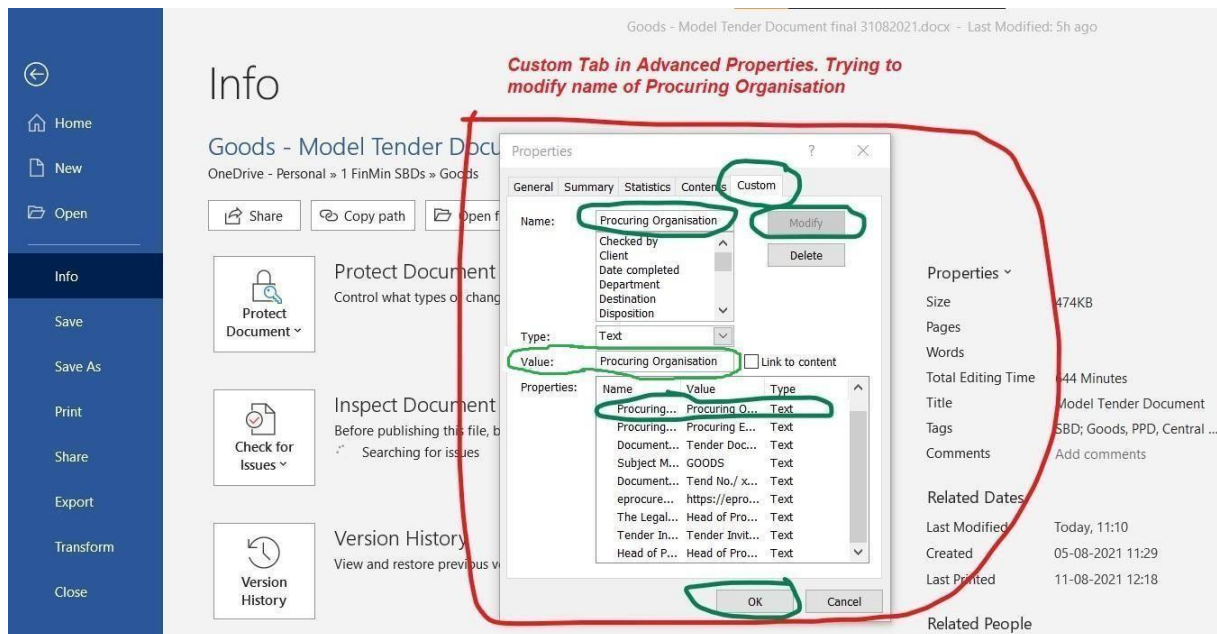 Goods - Model Tender Document final 31082021.docx - Last Modified: 5h ago
Custom Tab in Advanced Properties. Trying to
modify name of Procuring Organisation
Info
Home
New
Open
Info
Save
Save As
Print
Share
Export
Transform
Close
Goods - Model Tender Docu
OneDrive - Personal » 1 FinMin SBDs » Goods
Share
Copy path
Open f
Protect
Document
Protect Document
Control what types of chang
Check for
Issues
Inspect Document
Before publishing this file, b
Searching for issues
Version
History
Version History
View and restore previous v
Properties
?
General Summary Statistics Contents Custom
Name: Procuring Organisation Modify
Checked by
Client
Date completed
Department
Destination
Disposition
Delete
Type: Text
Value: Procuring Organisation Link to content
Properties: Name Value Type
Procuring... Procuring O... Text
Procuring... Procuring E... Text
Document... Tender Doc... Text
Subject M... GOODS Text
Document... Tend No./ x... Text
eprocure... https://epro... Text
The Legal... Head of Pro... Text
Tender In... Tender Invit... Text
Head of P... Head of Pro... Text
OK Cancel
Properties
Size 474KB
Pages
Words
Total Editing Time 644 Minutes
Title Model Tender Document
Tags SBD; Goods, PPD, Central ...
Comments Add comments
Related Dates
Last Modified Today, 11:10
Created 05-08-2021 11:29
Last Printed 11-08-2021 12:18
Related People